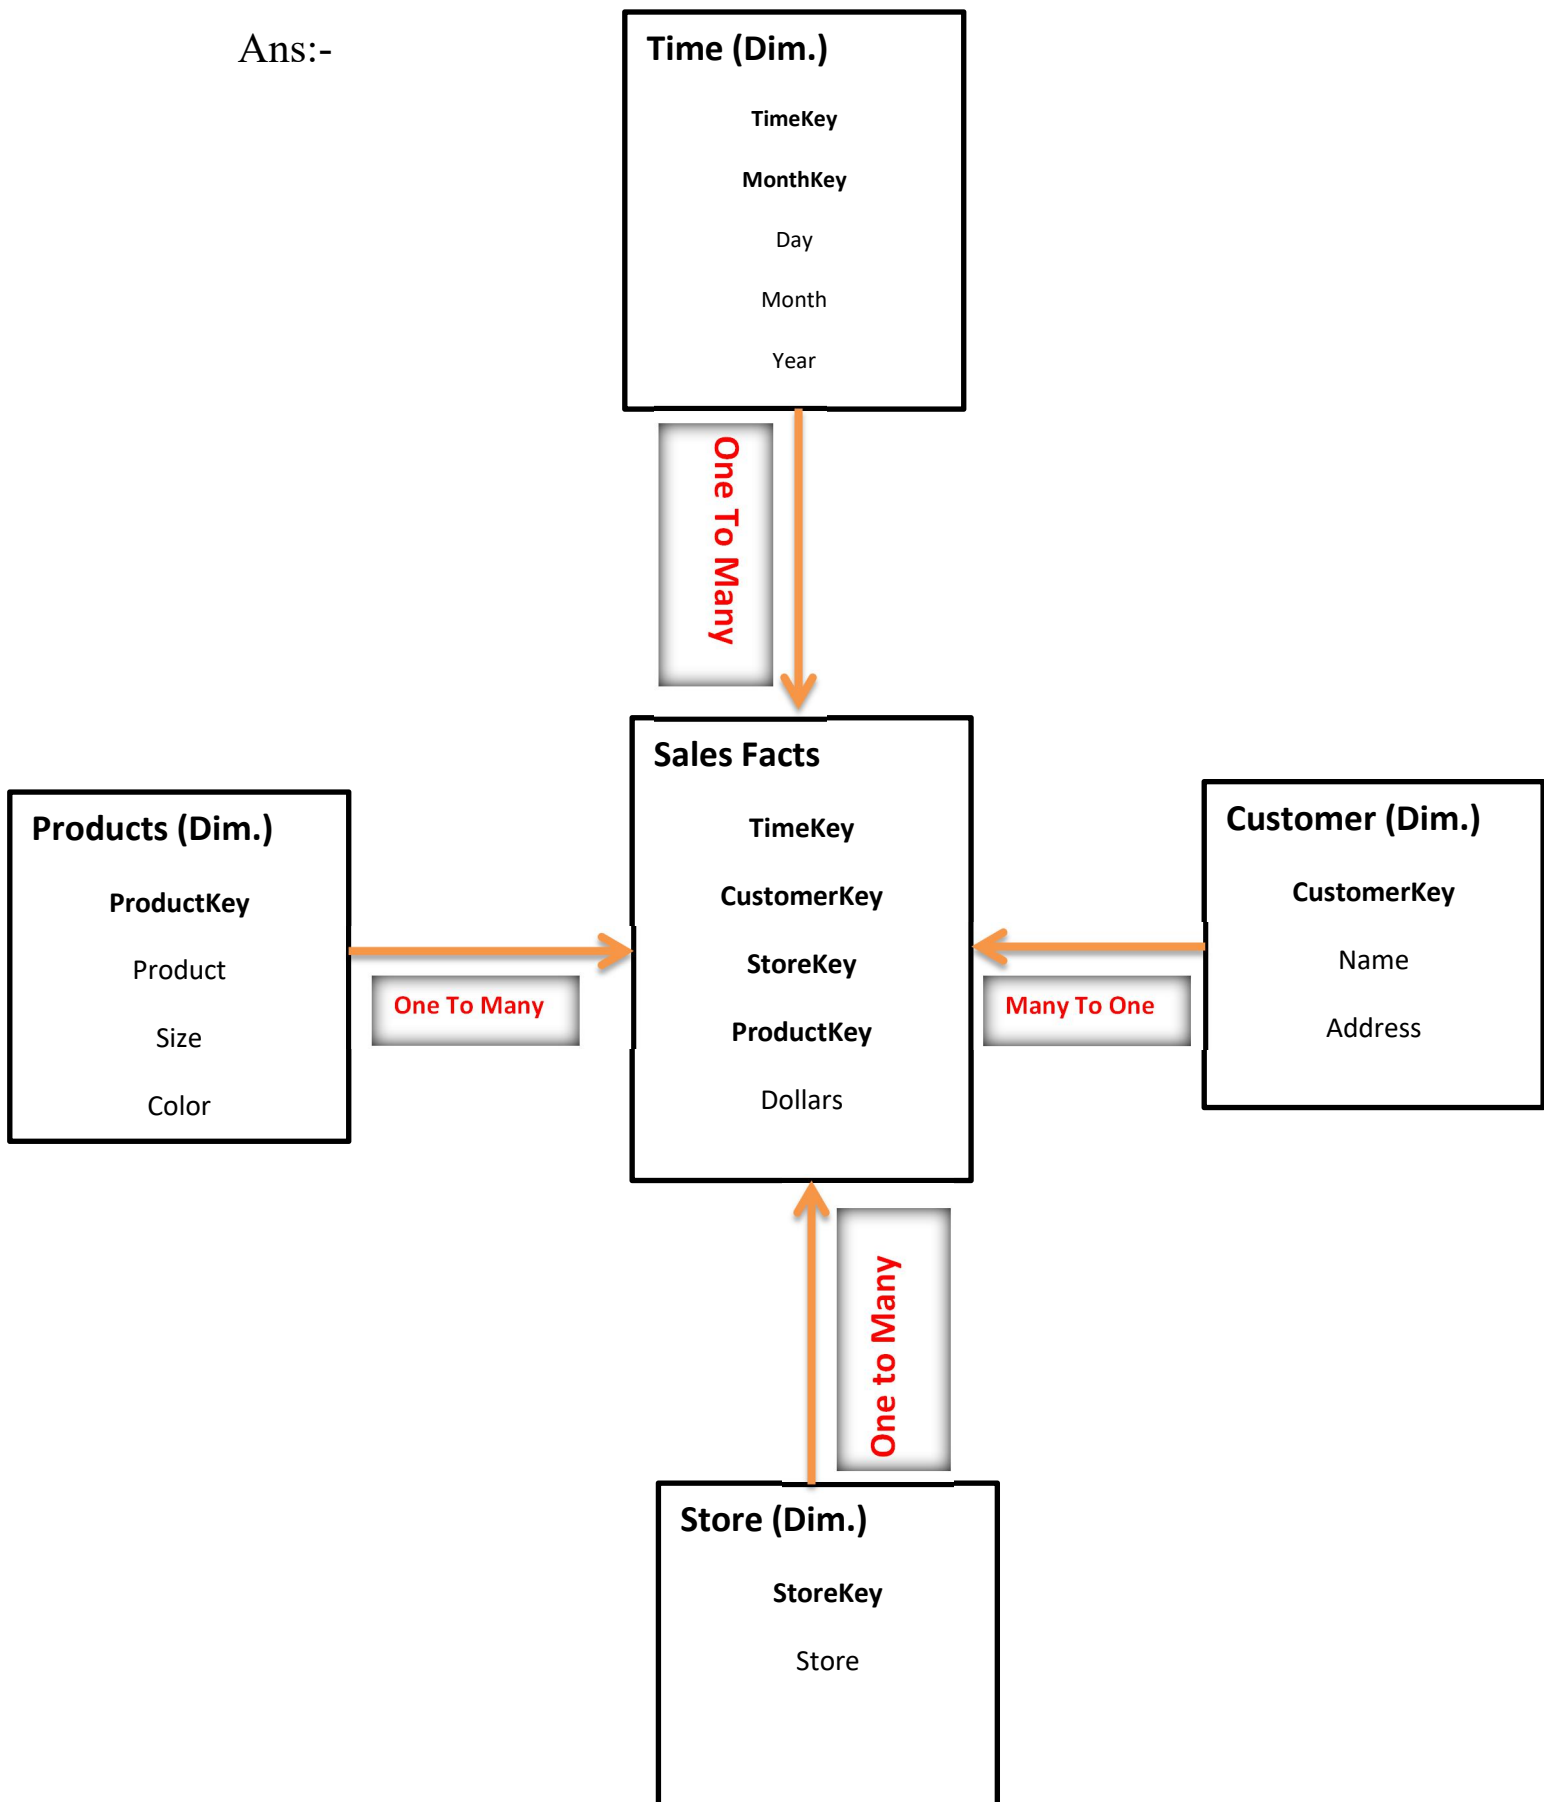 Ans:-
Time (Dim.)
TimeKey
MonthKey
Day
Month
Year
One To Many
Sales Facts
TimeKey
CustomerKey
StoreKey
ProductKey
Dollars
Products (Dim.)
ProductKey
Product
Size
Color
One To Many
Customer (Dim.)
CustomerKey
Name
Address
Many To One
One to Many
Store (Dim.)
StoreKey
Store